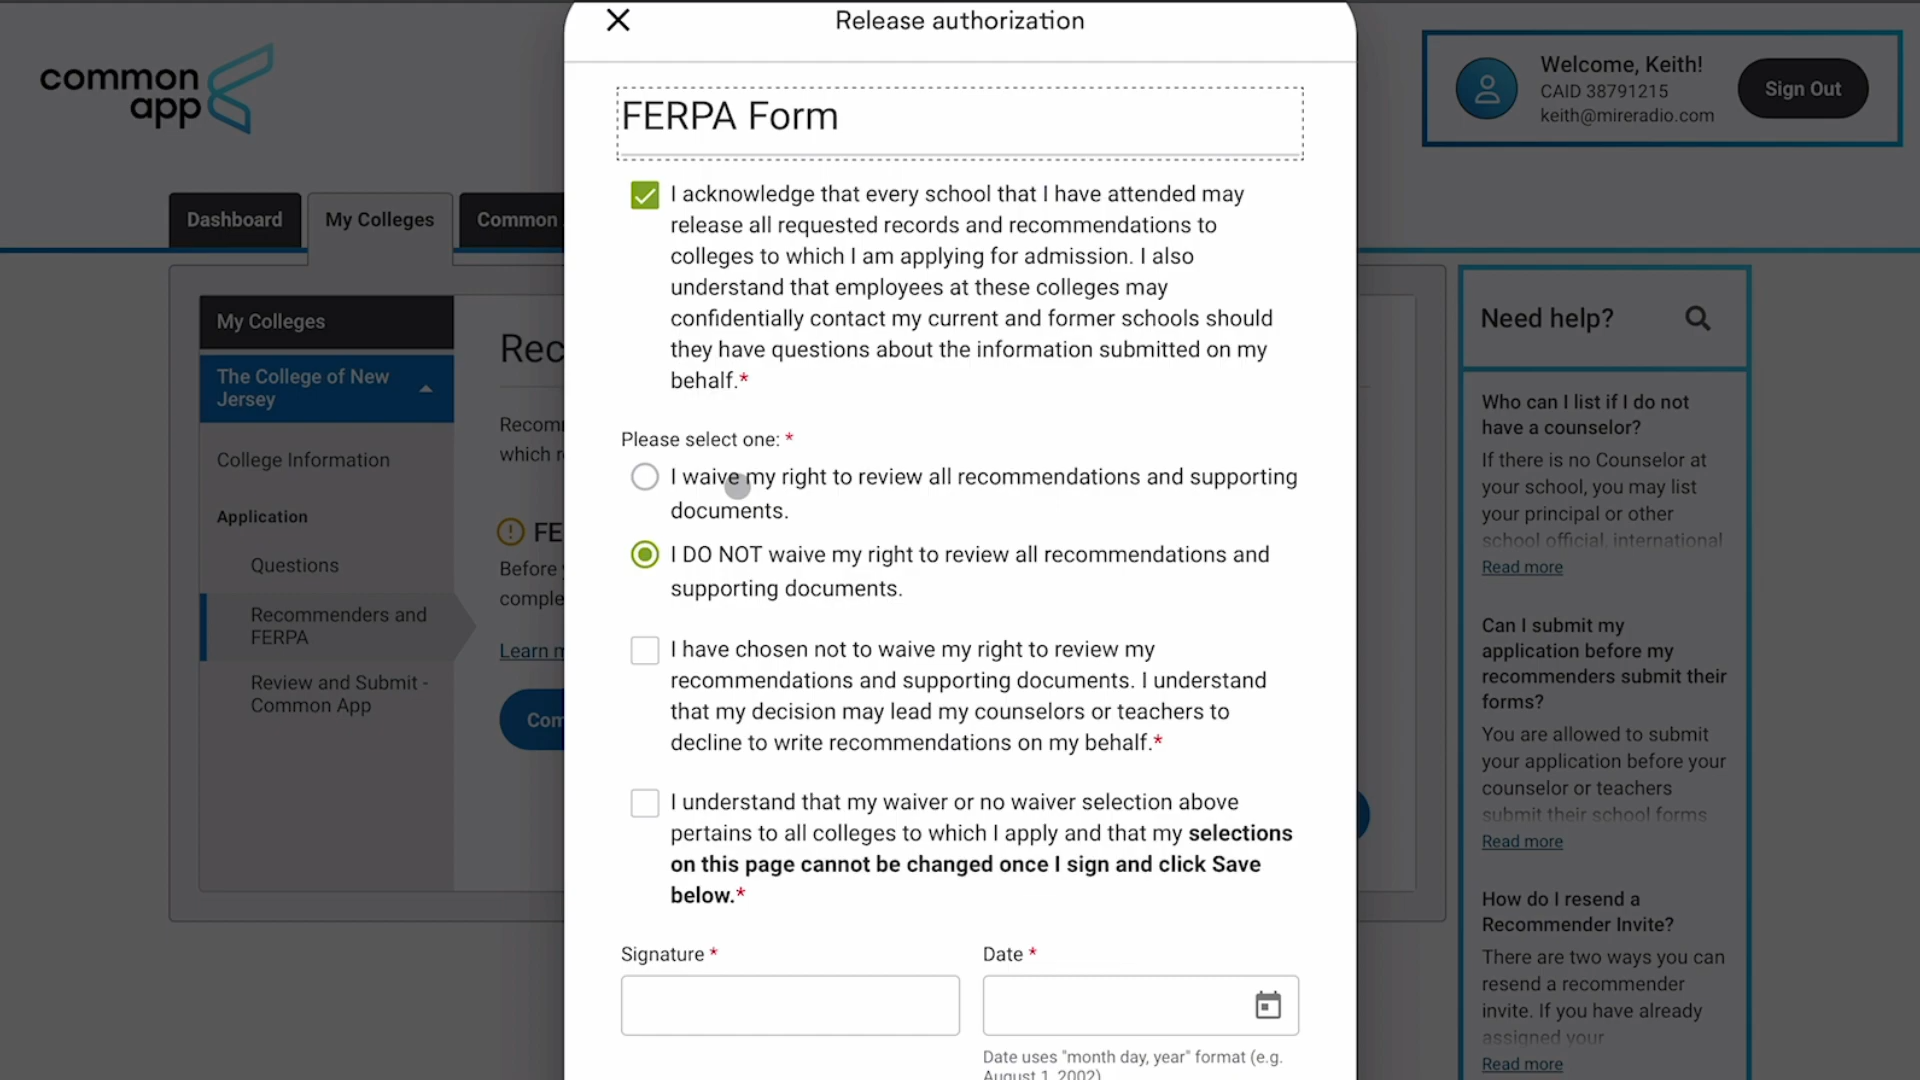 Release authorization
common
app
Welcome, Keith!
CAID 38791215
keith@mireradio.com
Sign Out
Dashboard
My Colleges
Common
FERPA Form
I acknowledge that every school that I have attended may
release all requested records and recommendations to
colleges to which I am applying for admission. I also
understand that employees at these colleges may
confidentially contact my current and former schools should
they have questions about the information submitted on my
behalf.*
Please select one: *
I waive my right to review all recommendations and supporting
documents.
I DO NOT waive my right to review all recommendations and
supporting documents.
I have chosen not to waive my right to review my
recommendations and supporting documents. I understand
that my decision may lead my counselors or teachers to
decline to write recommendations on my behalf.*
I understand that my waiver or no waiver selection above
pertains to all colleges to which I apply and that my selections
on this page cannot be changed once I sign and click Save
below.*
Signature *
Date *
Date uses "month day, year" format (e.g.
August 1, 2002)
My Colleges
The College of New
Jersey
College Information
Application
Questions
Recommenders and
FERPA
Review and Submit -
Common App
Rec
Recom
which r
FE
Before
comple
Learn
Com
Need help?
Who can I list if I do not
have a counselor?
If there is no Counselor at
your school, you may list
your principal or other
school official, international
Read more
Can I submit my
application before my
recommenders submit their
forms?
You are allowed to submit
your application before your
counselor or teachers
submit their school forms
Read more
How do I resend a
Recommender Invite?
There are two ways you can
resend a recommender
invite. If you have already
assigned your
Read more